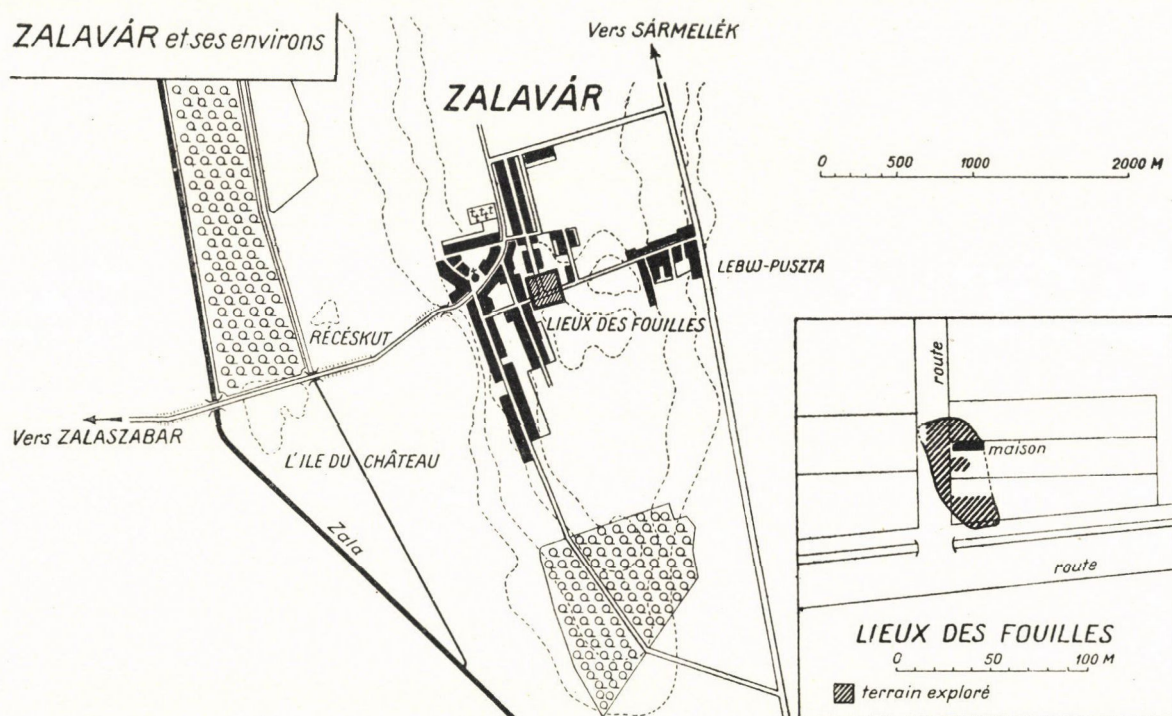 ZALAVÁR et ses environs
Vers SÁRMELLÉK
ZALAVÁR
0 500 1000 2000 M
LEBUJ-PUSZTA
LIEUX DES FOUILLES
RÉCÉSKUT
Vers ZALASZABAR
L'ILE DU CHÂTEAU
Zala
route
maison
route
LIEUX DES FOUILLES
0 50 100 M
terrain exploré